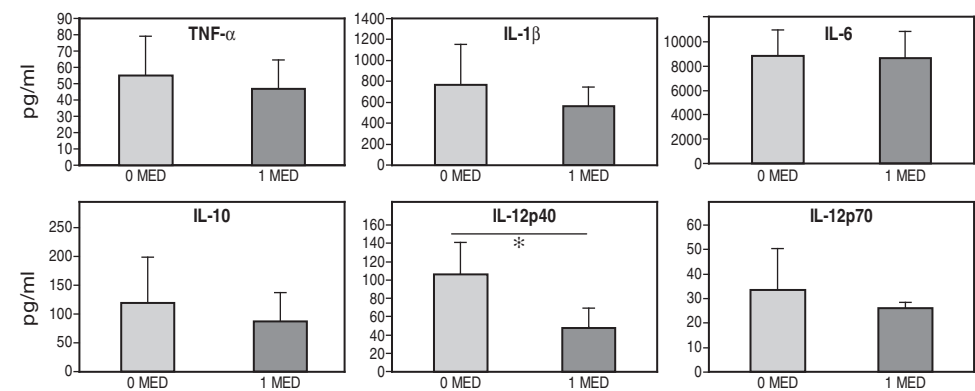 TNF-α
pg/ml
90
80
70
60
50
40
30
20
10
0
0 MED
1 MED
IL-1β
1400
1200
1000
800
600
400
200
0
0 MED
1 MED
IL-6
10000
8000
6000
4000
2000
0
0 MED
1 MED
IL-10
pg/ml
250
200
150
100
50
0
0 MED
1 MED
IL-12p40
*
160
140
120
100
80
60
40
20
0
0 MED
1 MED
IL-12p70
60
50
40
30
20
10
0
0 MED
1 MED